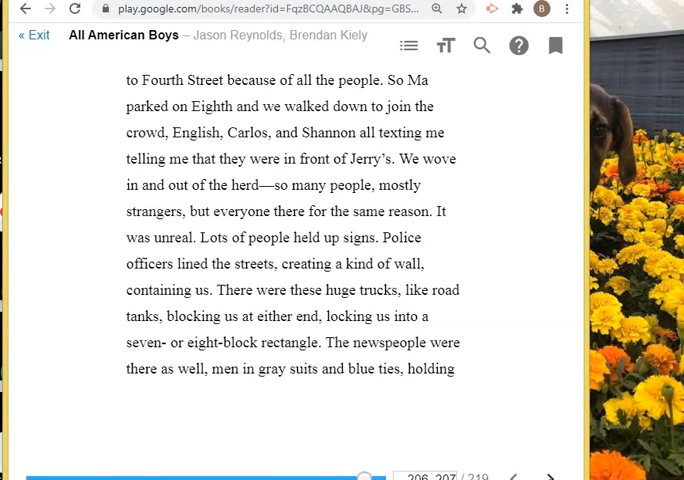 play.google.com/books/reader?id=FqzBCQAAQBAJ&pg=GBS...
B
« Exit All American Boys – Jason Reynolds, Brendan Kiely
to Fourth Street because of all the people. So Ma
parked on Eighth and we walked down to join the
crowd, English, Carlos, and Shannon all texting me
telling me that they were in front of Jerry’s. We wove
in and out of the herd—so many people, mostly
strangers, but everyone there for the same reason. It
was unreal. Lots of people held up signs. Police
officers lined the streets, creating a kind of wall,
containing us. There were these huge trucks, like road
tanks, blocking us at either end, locking us into a
seven- or eight-block rectangle. The newspeople were
there as well, men in gray suits and blue ties, holding
206, 207 / 219